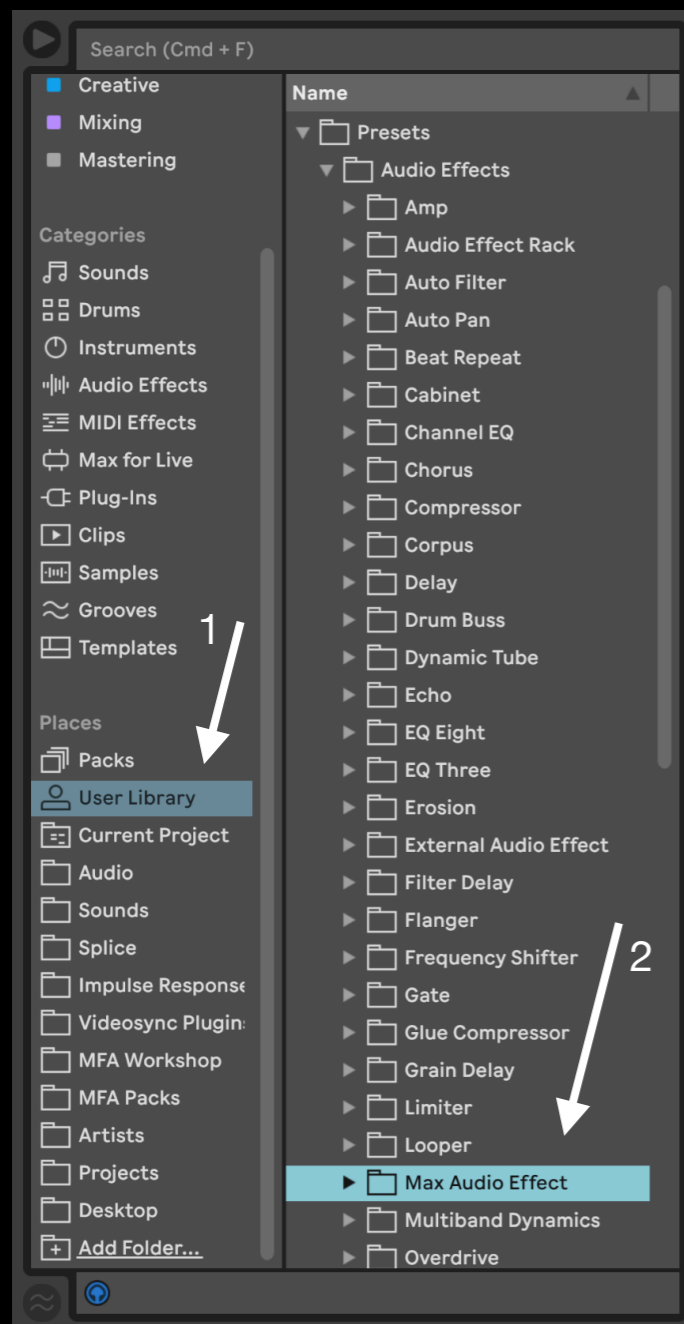 Search (Cmd + F)
Creative
Mixing
Mastering
Categories
Sounds
Drums
Instruments
Audio Effects
MIDI Effects
Max for Live
Plug-Ins
Clips
Samples
Grooves
Templates
1
Places
Packs
User Library
Current Project
Audio
Sounds
Splice
Impulse Response
Videosync Plugin
MFA Workshop
MFA Packs
Artists
Projects
Desktop
Add Folder...
Name
Presets
Audio Effects
Amp
Audio Effect Rack
Auto Filter
Auto Pan
Beat Repeat
Cabinet
Channel EQ
Chorus
Compressor
Corpus
Delay
Drum Buss
Dynamic Tube
Echo
EQ Eight
EQ Three
Erosion
External Audio Effect
Filter Delay
Flanger
Frequency Shifter
2
Gate
Glue Compressor
Grain Delay
Limiter
Looper
Max Audio Effect
Multiband Dynamics
Overdrive